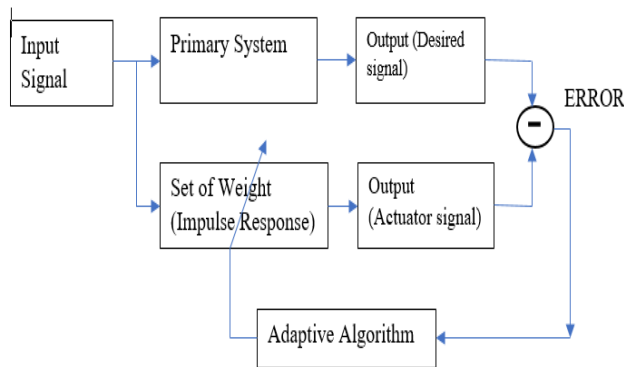 Input
Signal
Primary System
Output (Desired
signal)
ERROR
-
Set of Weight
(Impulse Response)
Output
(Actuator signal)
Adaptive Algorithm